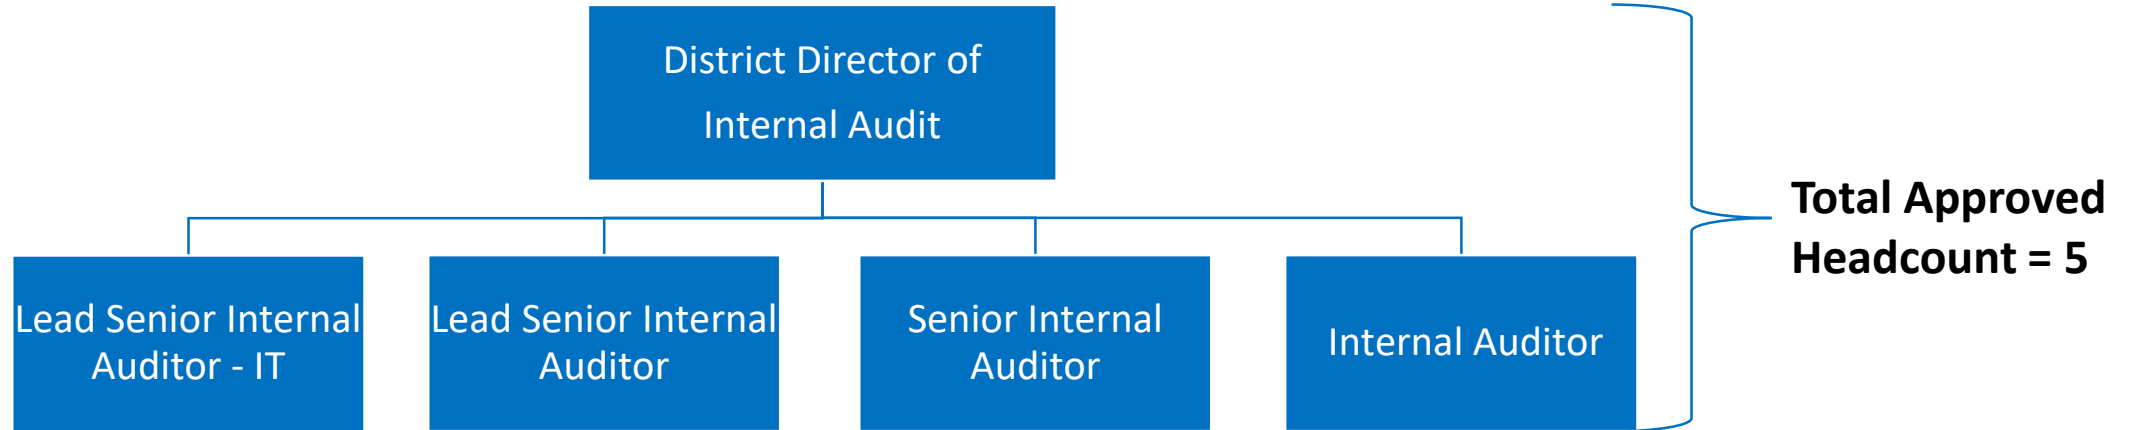 District Director of
Internal Audit
Lead Senior Internal
Auditor - IT
Lead Senior Internal
Auditor
Senior Internal
Auditor
Internal Auditor
Total Approved
Headcount = 5